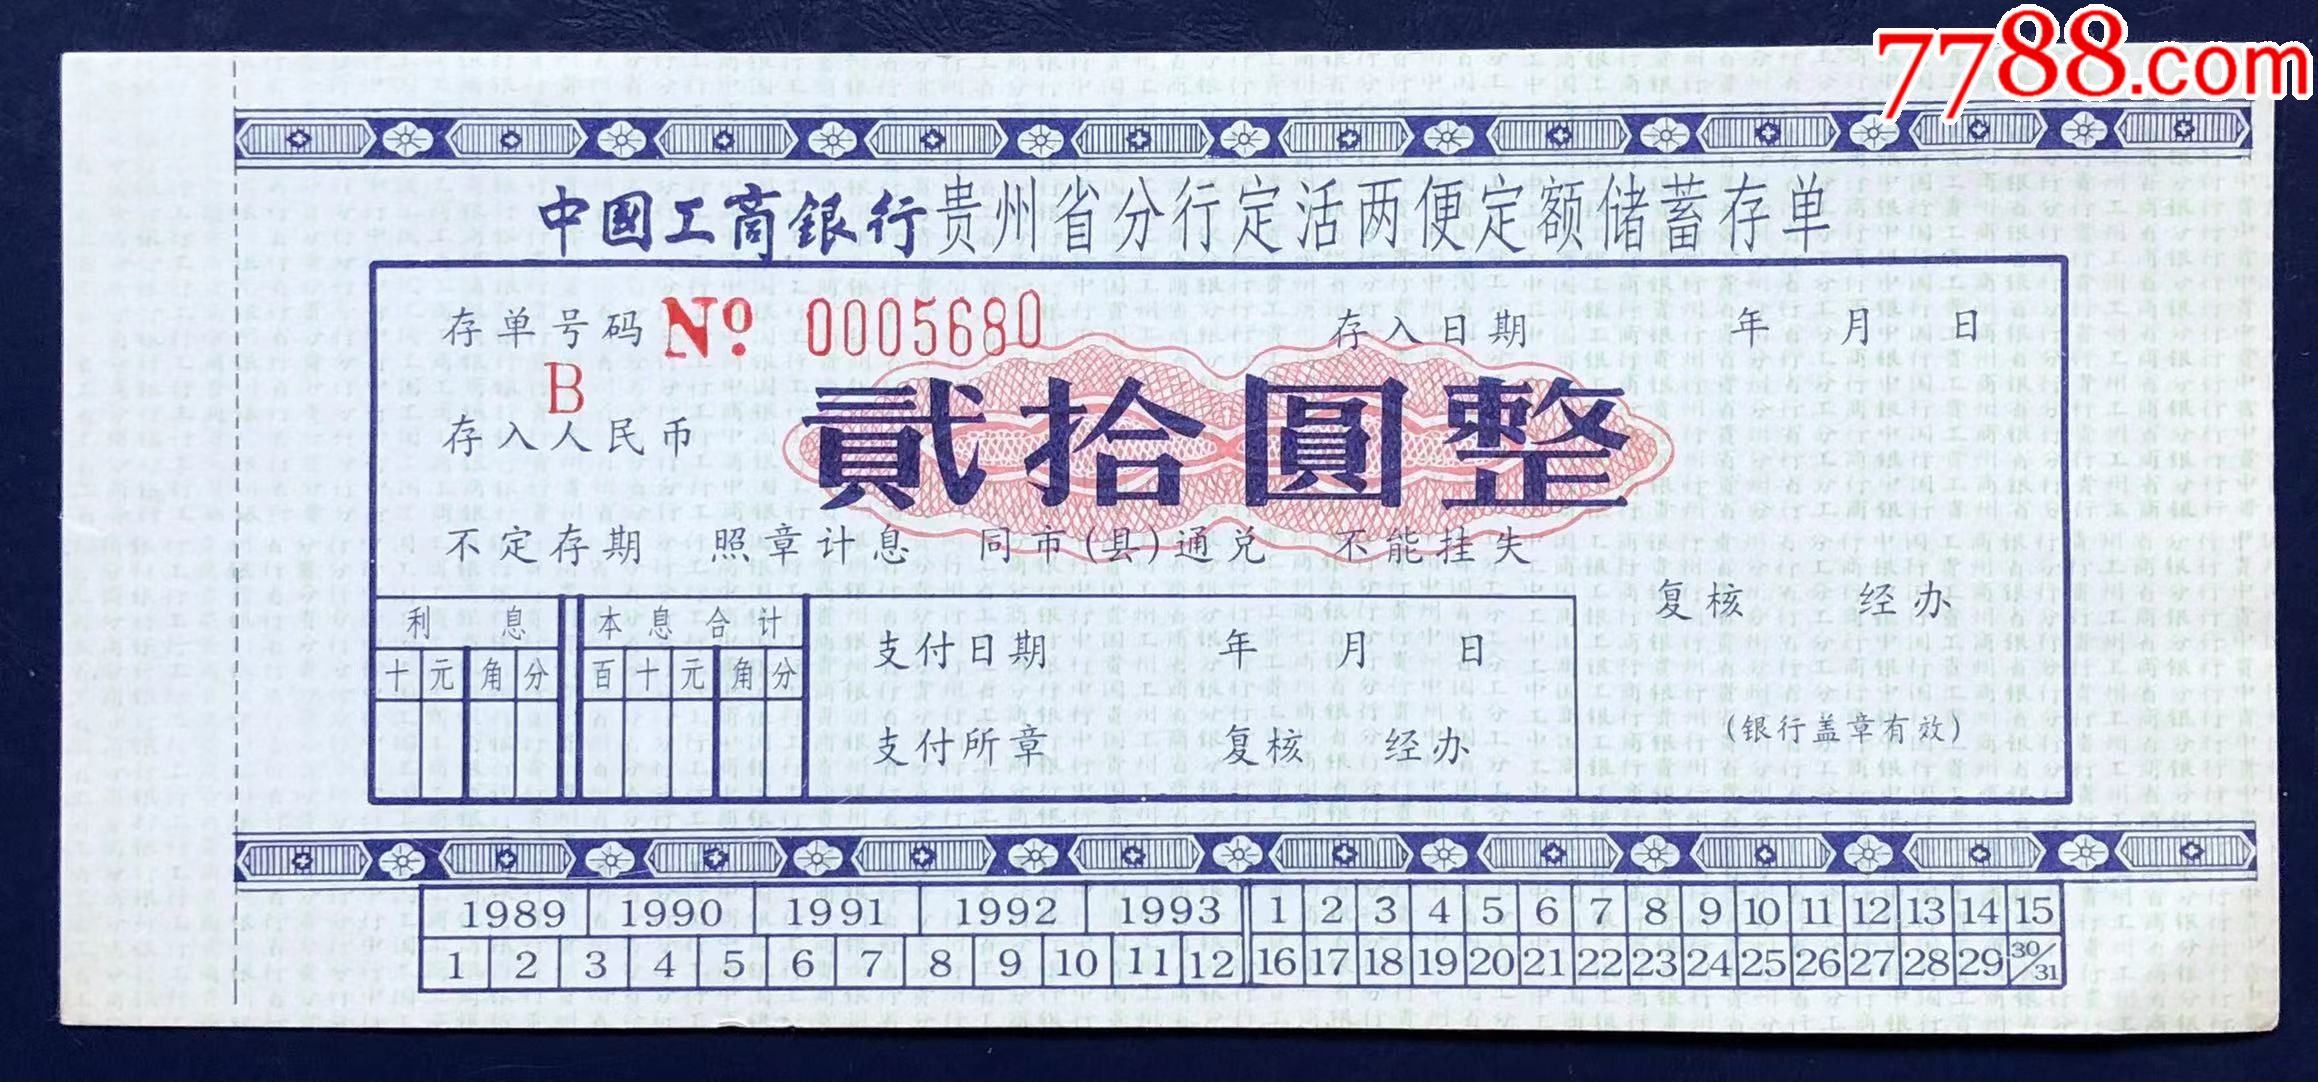 7788.com
中國工商銀行贵州省分行定活两便定额储蓄存单
存单号码 No. 0005680 存入日期 年 月 日
B
存入人民币 貳拾圓整
不定存期 照章计息 同市(县)通兑 不能挂失
复核 经办
利息 本息合计
支付日期 年 月 日
十元角分 百十元角分
(银行盖章有效)
支付所章 复核 经办
1989 1990 1991 1992 1993 1 2 3 4 5 6 7 8 9 10 11 12 13 14 15
1 2 3 4 5 6 7 8 9 10 11 12 16 17 18 19 20 21 22 23 24 25 26 27 28 29 30/31